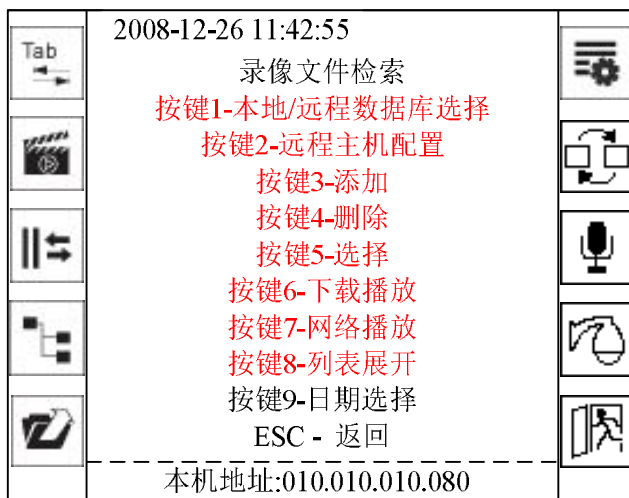 Tab
2008-12-26 11:42:55
录像文件检索
按键1-本地/远程数据库选择
按键2-远程主机配置
按键3-添加
按键4-删除
按键5-选择
按键6-下载播放
按键7-网络播放
按键8-列表展开
按键9-日期选择
ESC - 返回
本机地址:010.010.010.080